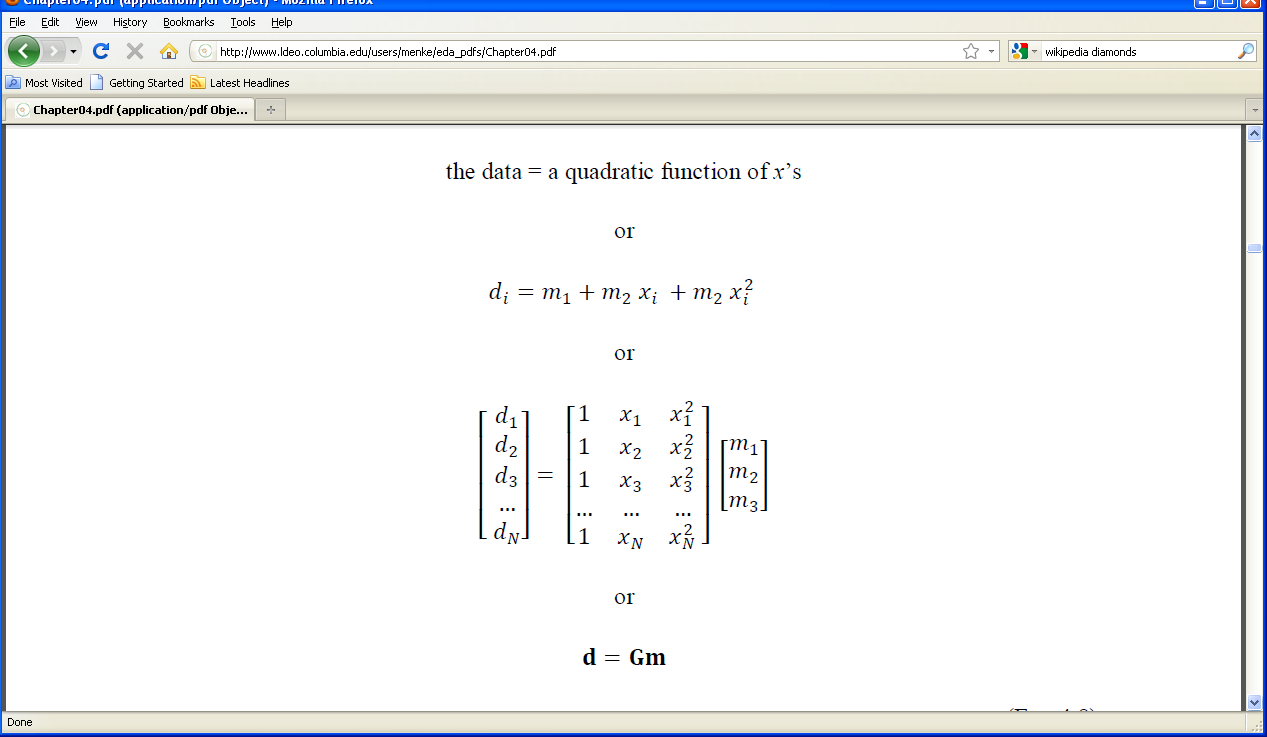 Chapter04.pdf (application/pdf Object) - Mozilla Firefox
File Edit View History Bookmarks Tools Help
http://www.ldeo.columbia.edu/users/menke/eda_pdfs/Chapter04.pdf wikipedia diamonds
Most Visited Getting Started Latest Headlines
Chapter04.pdf (application/pdf Obje...
the data = a quadratic function of x’s
or
d_i = m_1 + m_2 x_i + m_2 x_i^2
or
[d_1 d_2 d_3 ... d_N] = [1 x_1 x_1^2 1 x_2 x_2^2 1 x_3 x_3^2 ... ... ... 1 x_N x_N^2] [m_1 m_2 m_3]
or
d = Gm
Done